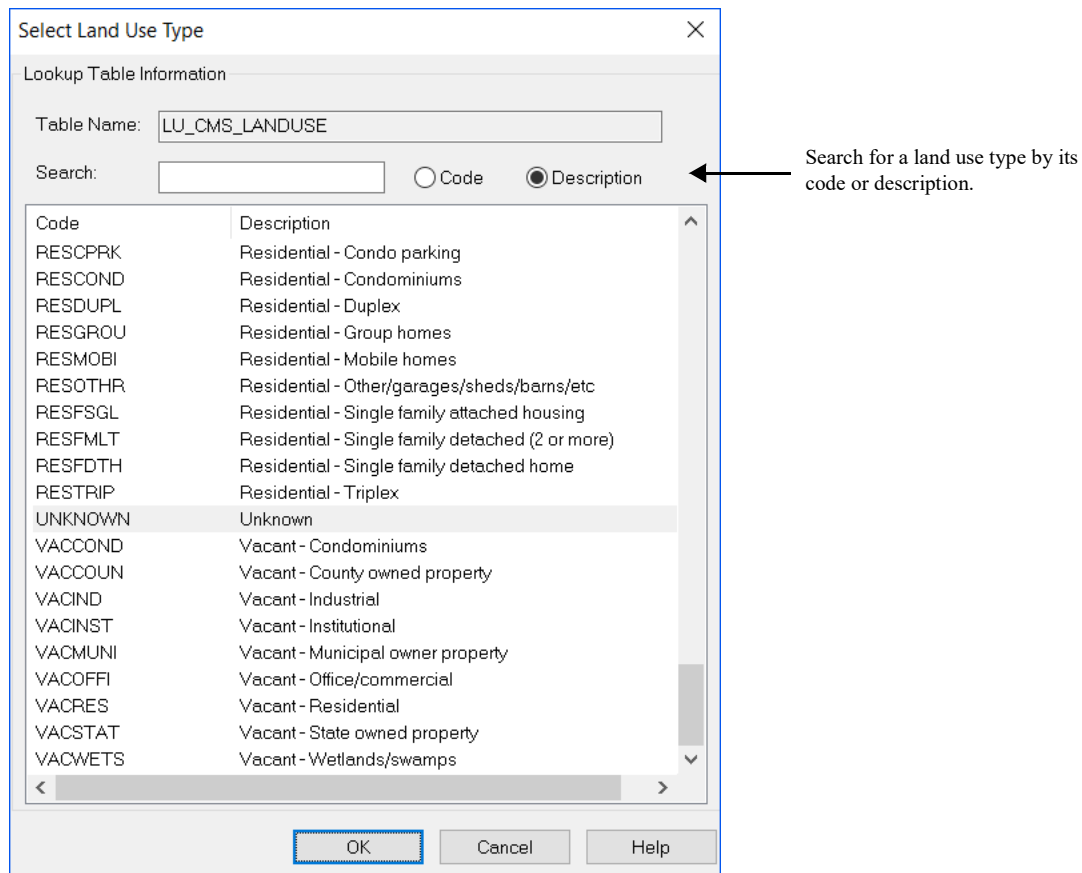 Select Land Use Type
Lookup Table Information
Table Name: LU_CMS_LANDUSE
Search: Code Description
Search for a land use type by its
code or description.
Code Description
RESCPRK Residential - Condo parking
RESCOND Residential - Condominiums
RESDUPL Residential - Duplex
RESGROU Residential - Group homes
RESMOBI Residential - Mobile homes
RESOTHR Residential - Other/garages/sheds/barns/etc
RESFSGL Residential - Single family attached housing
RESFMLT Residential - Single family detached (2 or more)
RESFDTH Residential - Single family detached home
RESTRIP Residential - Triplex
UNKNOWN Unknown
VACCOND Vacant - Condominiums
VACCOUN Vacant - County owned property
VACIND Vacant - Industrial
VACINST Vacant - Institutional
VACMUNI Vacant - Municipal owner property
VACOFFI Vacant - Office/commercial
VACRES Vacant - Residential
VACSTAT Vacant - State owned property
VACWETS Vacant - Wetlands/swamps
OK Cancel Help